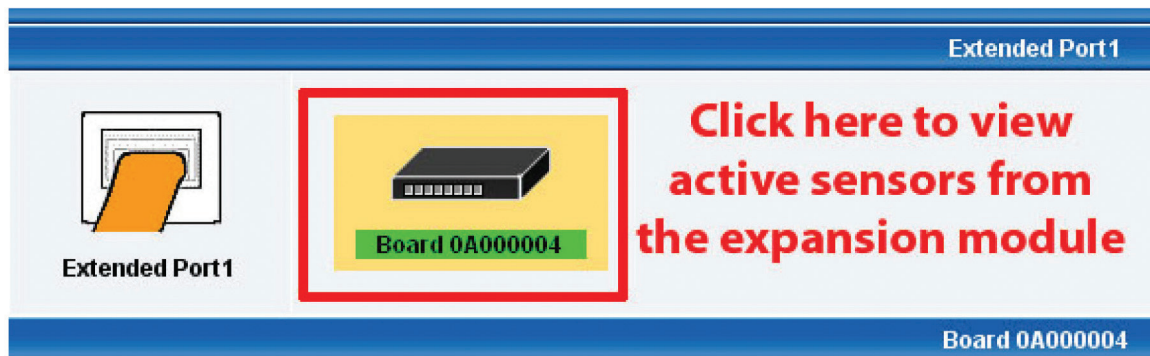 Extended Port1
Click here to view
active sensors from
the expansion module
Board 0A000004
Extended Port1
Board 0A000004